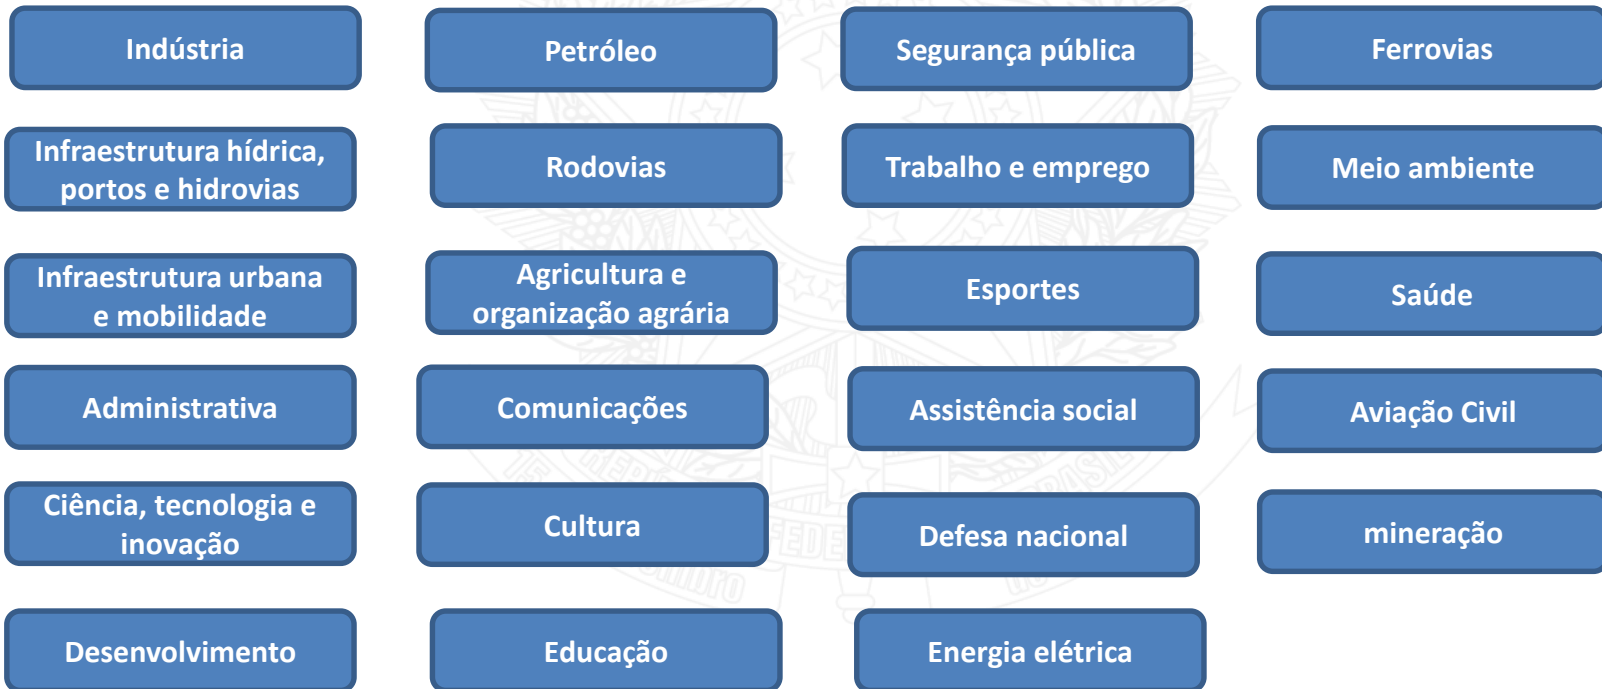 Indústria
Petróleo
Segurança pública
Ferrovias
Infraestrutura hídrica,
portos e hidrovias
Rodovias
Trabalho e emprego
Meio ambiente
Infraestrutura urbana
e mobilidade
Agricultura e
organização agrária
Esportes
Saúde
Administrativa
Comunicações
Assistência social
Aviação Civil
Ciência, tecnologia e
inovação
Cultura
Defesa nacional
mineração
Desenvolvimento
Educação
Energia elétrica